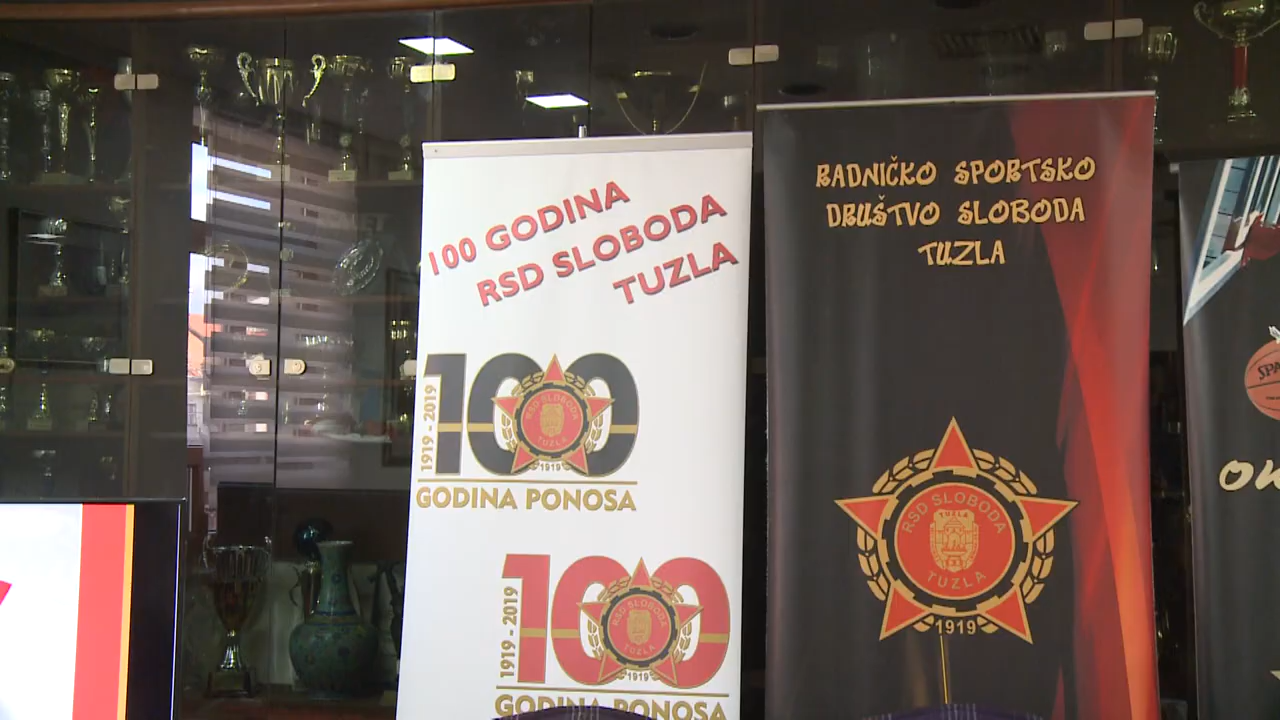 100 GODINA
RSD SLOBODA
TUZLA
1919 - 2019
100
RSD SLOBODA
TUZLA
1919
GODINA PONOSA
1919 - 2019
100
RSD SLOBODA
TUZLA
1919
GODINA PONOSA
RADNIČKO SPORTSKO
DRUŠTVO SLOBODA
TUZLA
RSD SLOBODA
TUZLA
TUZLA
1919